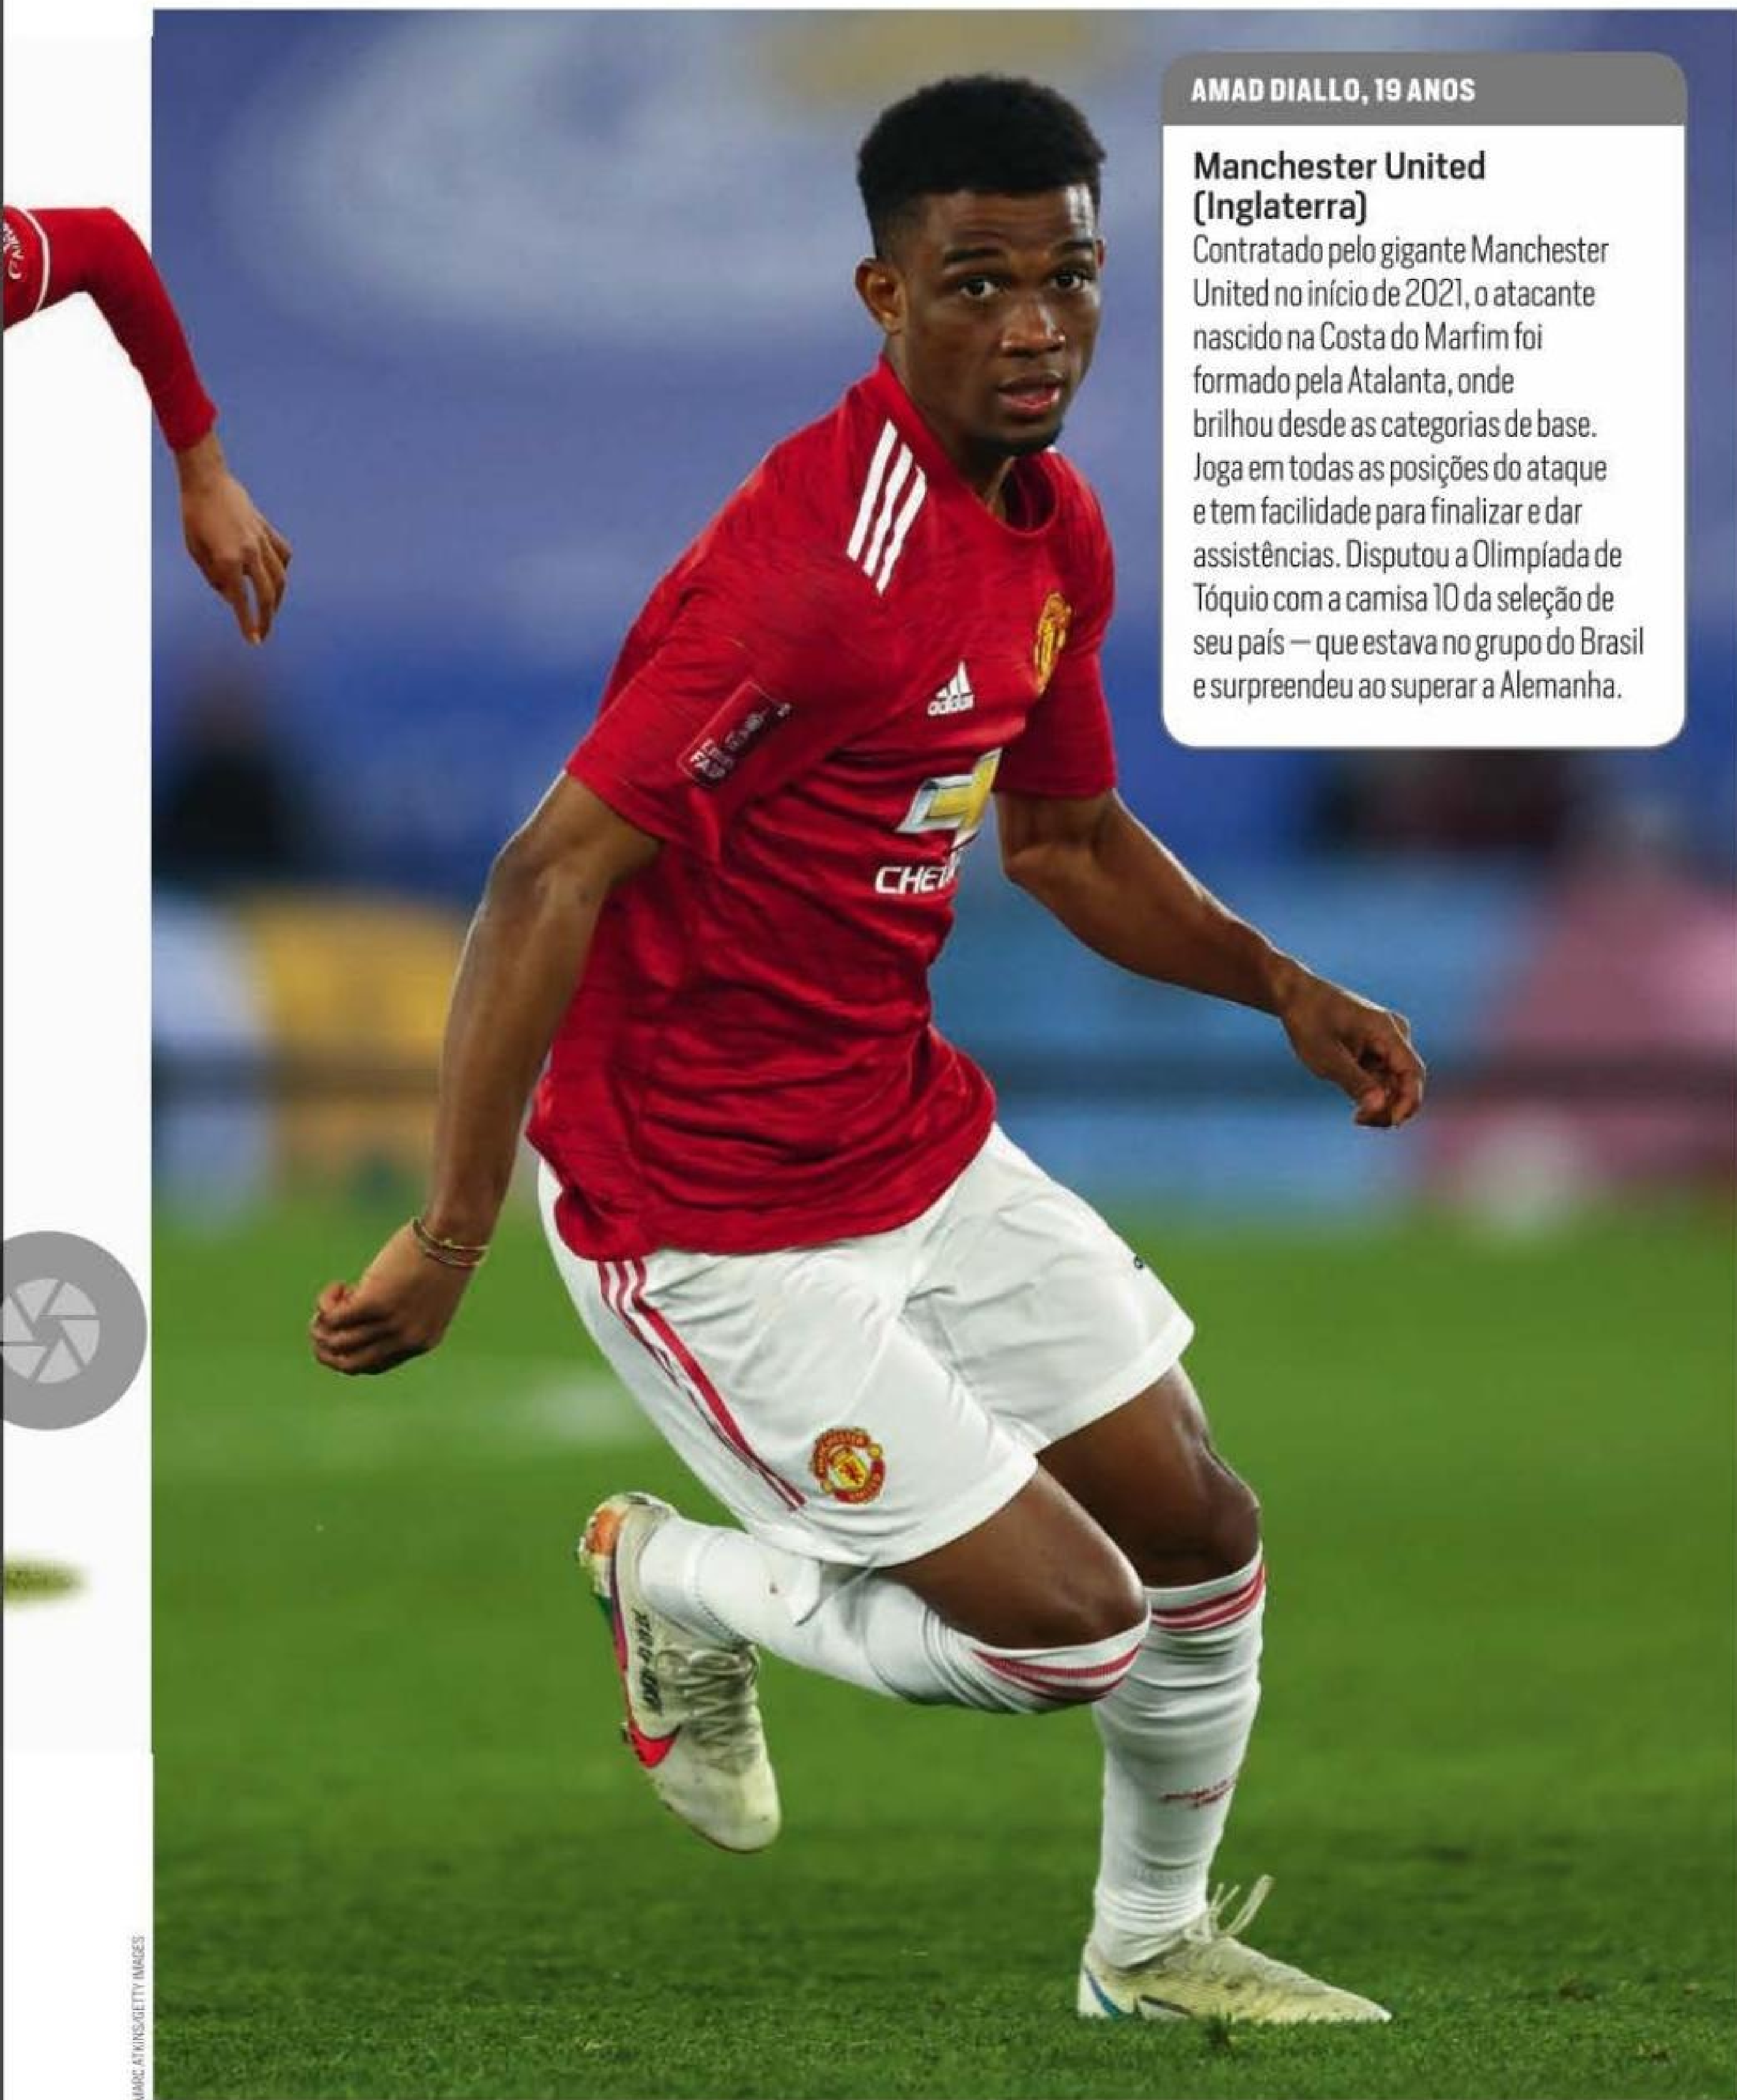 AMAD DIALLO, 19 ANOS
Manchester United
(Inglaterra)
Contratado pelo gigante Manchester
United no início de 2021, o atacante
nascido na Costa do Marfim foi
formado pela Atalanta, onde
brilhou desde as categorias de base.
Joga em todas as posições do ataque
e tem facilidade para finalizar e dar
assistências. Disputou a Olimpíada de
Tóquio com a camisa 10 da seleção de
seu país — que estava no grupo do Brasil
e surpreendeu ao superar a Alemanha.
adidas
CHEV
MANCHESTER
UNITED
MARC ATKINS/GETTY IMAGES